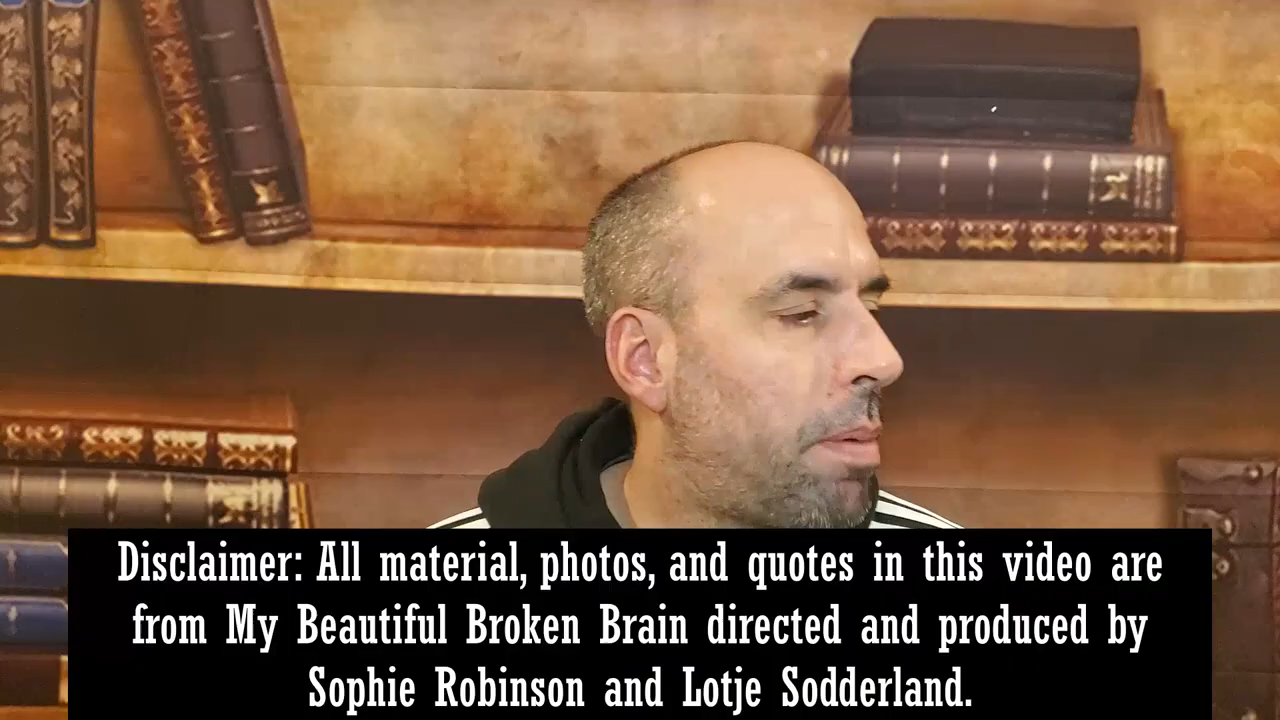 Disclaimer: All material, photos, and quotes in this video are
from My Beautiful Broken Brain directed and produced by
Sophie Robinson and Lotje Sodderland.